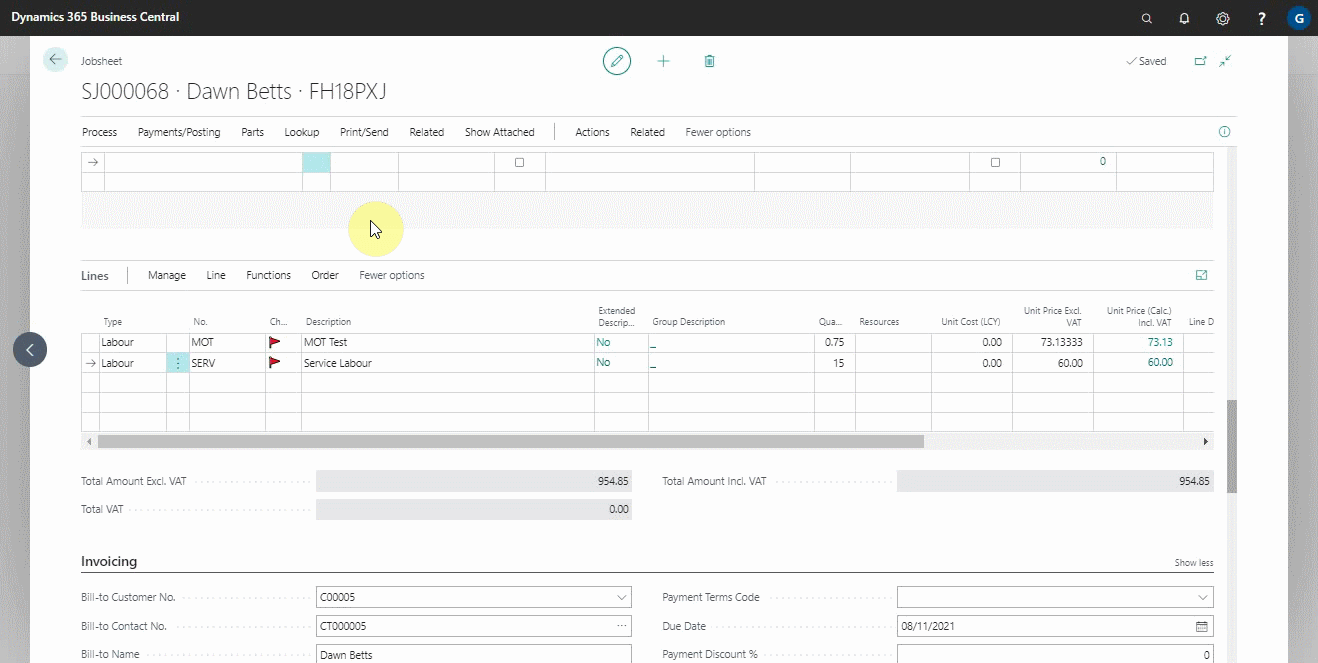 Dynamics 365 Business Central
? G
Jobsheet
Saved
SJ000068 · Dawn Betts · FH18PXJ
Process Payments/Posting Parts Lookup Print/Send Related Show Attached Actions Related Fewer options
0
Lines Manage Line Functions Order Fewer options
Type No. Ch... Description Extended Descrip... Group Description Qua... Resources Unit Cost (LCY) Unit Price Excl. VAT Unit Price (Calc.) Incl. VAT Line D
Labour MOT MOT Test No _ 0.75 0.00 73.13333 73.13
Labour SERV Service Labour No _ 15 0.00 60.00 60.00
Total Amount Excl. VAT 954.85 Total Amount Incl. VAT 954.85
Total VAT 0.00
Invoicing Show less
Bill-to Customer No. C00005 Payment Terms Code
Bill-to Contact No. CT000005 ... Due Date 08/11/2021
Bill-to Name Dawn Betts Payment Discount % 0